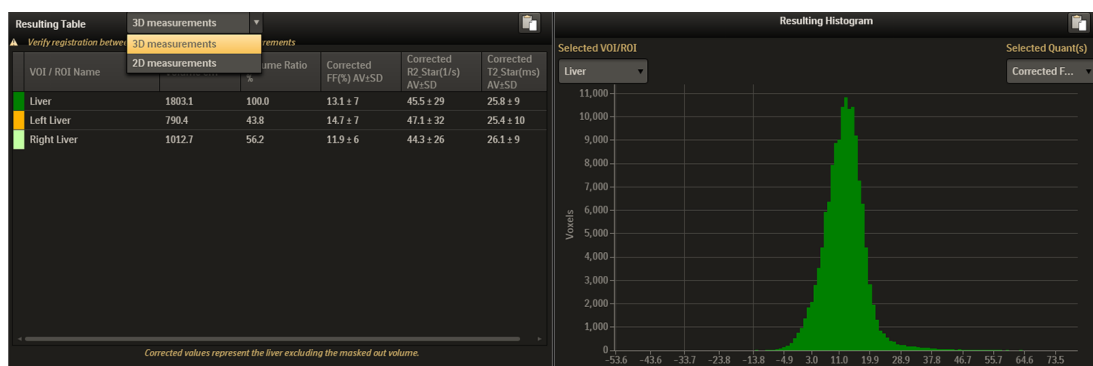 Resulting Table
3D measurements
Verify registration betwe
rements
3D measurements
2D measurements
VOI / ROI Name
ume Ratio
%
Corrected
FF(%) AV±SD
Corrected
R2_Star(1/s)
AV±SD
Corrected
T2_Star(ms)
AV±SD
Liver 1803.1 100.0 13.1 ± 7 45.5 ± 29 25.8 ± 9
Left Liver 790.4 43.8 14.7 ± 7 47.1 ± 32 25.4 ± 10
Right Liver 1012.7 56.2 11.9 ± 6 44.3 ± 26 26.1 ± 9
Corrected values represent the liver excluding the masked out volume.
Resulting Histogram
Selected VOI/ROI Selected Quant(s)
Liver Corrected F...
11,000
10,000
9,000
8,000
7,000
6,000
5,000
4,000
3,000
2,000
1,000
0
Voxels
-53.6 -43.6 -33.7 -23.8 -13.8 -4.9 3.0 11.0 19.9 28.9 37.8 46.7 55.7 64.6 73.5